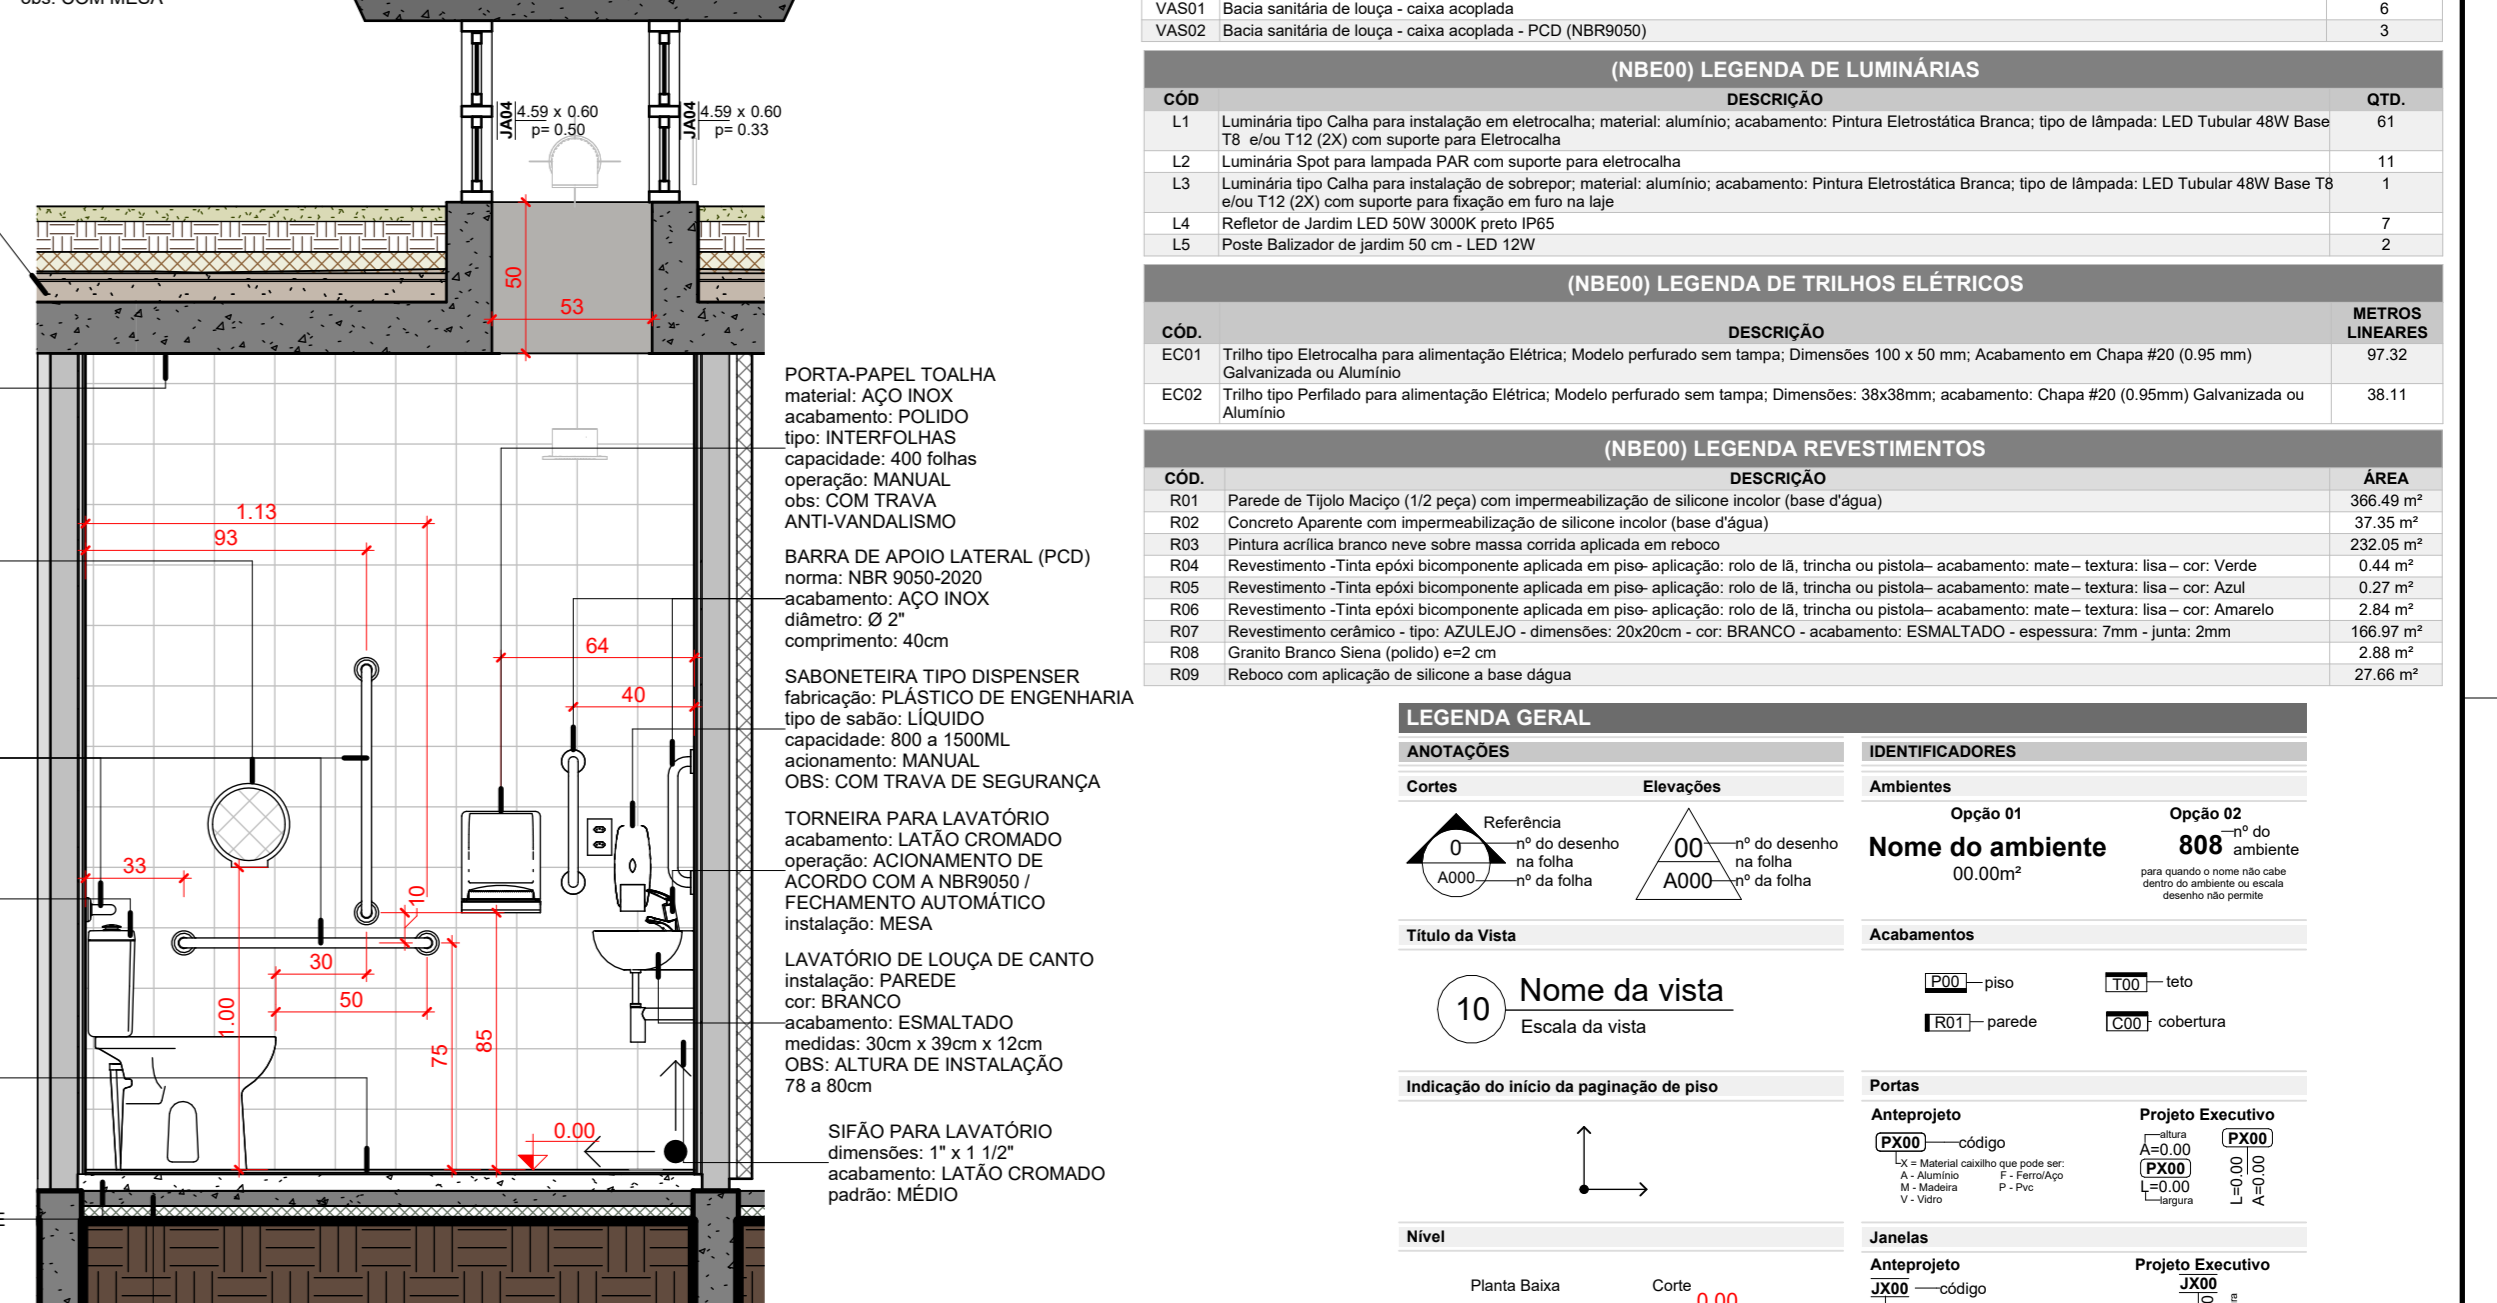 obs: COM MESA
JA04
4.59 x 0.60
p= 0.50
JA04
4.59 x 0.60
p= 0.33
50
53
1.13
93
64
40
33
10
30
50
1.00
75
85
0.00
PORTA-PAPEL TOALHA
material: AÇO INOX
acabamento: POLIDO
tipo: INTERFOLHAS
capacidade: 400 folhas
operação: MANUAL
obs: COM TRAVA
ANTI-VANDALISMO
BARRA DE APOIO LATERAL (PCD)
norma: NBR 9050-2020
acabamento: AÇO INOX
diâmetro: Ø 2"
comprimento: 40cm
SABONETEIRA TIPO DISPENSER
fabricação: PLÁSTICO DE ENGENHARIA
tipo de sabão: LÍQUIDO
capacidade: 800 a 1500ML
acionamento: MANUAL
OBS: COM TRAVA DE SEGURANÇA
TORNEIRA PARA LAVATÓRIO
acabamento: LATÃO CROMADO
operação: ACIONAMENTO DE
ACORDO COM A NBR9050 /
FECHAMENTO AUTOMÁTICO
instalação: MESA
LAVATÓRIO DE LOUÇA DE CANTO
instalação: PAREDE
cor: BRANCO
acabamento: ESMALTADO
medidas: 30cm x 39cm x 12cm
OBS: ALTURA DE INSTALAÇÃO
78 a 80cm
SIFÃO PARA LAVATÓRIO
dimensões: 1" x 1 1/2"
acabamento: LATÃO CROMADO
padrão: MÉDIO
VAS01 Bacia sanitária de louça - caixa acoplada 6
VAS02 Bacia sanitária de louça - caixa acoplada - PCD (NBR9050) 3
(NBE00) LEGENDA DE LUMINÁRIAS
CÓD DESCRIÇÃO QTD.
L1 Luminária tipo Calha para instalação em eletrocalha; material: alumínio; acabamento: Pintura Eletrostática Branca; tipo de lâmpada: LED Tubular 48W Base 61
T8 e/ou T12 (2X) com suporte para Eletrocalha
L2 Luminária Spot para lampada PAR com suporte para eletrocalha 11
L3 Luminária tipo Calha para instalação de sobrepor; material: alumínio; acabamento: Pintura Eletrostática Branca; tipo de lâmpada: LED Tubular 48W Base T8 1
e/ou T12 (2X) com suporte para fixação em furo na laje
L4 Refletor de Jardim LED 50W 3000K preto IP65 7
L5 Poste Balizador de jardim 50 cm - LED 12W 2
(NBE00) LEGENDA DE TRILHOS ELÉTRICOS
CÓD. DESCRIÇÃO METROS
LINEARES
EC01 Trilho tipo Eletrocalha para alimentação Elétrica; Modelo perfurado sem tampa; Dimensões 100 x 50 mm; Acabamento em Chapa #20 (0.95 mm) 97.32
Galvanizada ou Alumínio
EC02 Trilho tipo Perfilado para alimentação Elétrica; Modelo perfurado sem tampa; Dimensões: 38x38mm; acabamento: Chapa #20 (0.95mm) Galvanizada ou 38.11
Alumínio
(NBE00) LEGENDA REVESTIMENTOS
CÓD. DESCRIÇÃO ÁREA
R01 Parede de Tijolo Maciço (1/2 peça) com impermeabilização de silicone incolor (base d'água) 366.49 m²
R02 Concreto Aparente com impermeabilização de silicone incolor (base d'água) 37.35 m²
R03 Pintura acrílica branco neve sobre massa corrida aplicada em reboco 232.05 m²
R04 Revestimento -Tinta epóxi bicomponente aplicada em piso– aplicação: rolo de lã, trincha ou pistola– acabamento: mate – textura: lisa – cor: Verde 0.44 m²
R05 Revestimento -Tinta epóxi bicomponente aplicada em piso– aplicação: rolo de lã, trincha ou pistola– acabamento: mate – textura: lisa – cor: Azul 0.27 m²
R06 Revestimento -Tinta epóxi bicomponente aplicada em piso– aplicação: rolo de lã, trincha ou pistola– acabamento: mate – textura: lisa – cor: Amarelo 2.84 m²
R07 Revestimento cerâmico - tipo: AZULEJO - dimensões: 20x20cm - cor: BRANCO - acabamento: ESMALTADO - espessura: 7mm - junta: 2mm 166.97 m²
R08 Granito Branco Siena (polido) e=2 cm 2.88 m²
R09 Reboco com aplicação de silicone a base dágua 27.66 m²
LEGENDA GERAL
ANOTAÇÕES
Cortes Elevações
0
A000
Referência
nº do desenho
na folha
nº da folha
00
A000
nº do desenho
na folha
nº da folha
Título da Vista
10
Nome da vista
Escala da vista
Indicação do início da paginação de piso
Nível
Planta Baixa Corte
0.00
IDENTIFICADORES
Ambientes
Opção 01
Nome do ambiente
00.00m²
Opção 02
808
nº do
ambiente
para quando o nome não cabe
dentro do ambiente ou escala
desenho não permite
Acabamentos
P00 piso
T00 teto
R01 parede
C00 cobertura
Portas
Anteprojeto
PX00 código
X = Material caixilho que pode ser:
A - Alumínio F - Ferro/Aço
M - Madeira P - Pvc
V - Vidro
Projeto Executivo
altura
A=0.00
PX00
L=0.00
largura
PX00
L=0.00
A=0.00
Janelas
Anteprojeto
JX00 código
Projeto Executivo
JX00